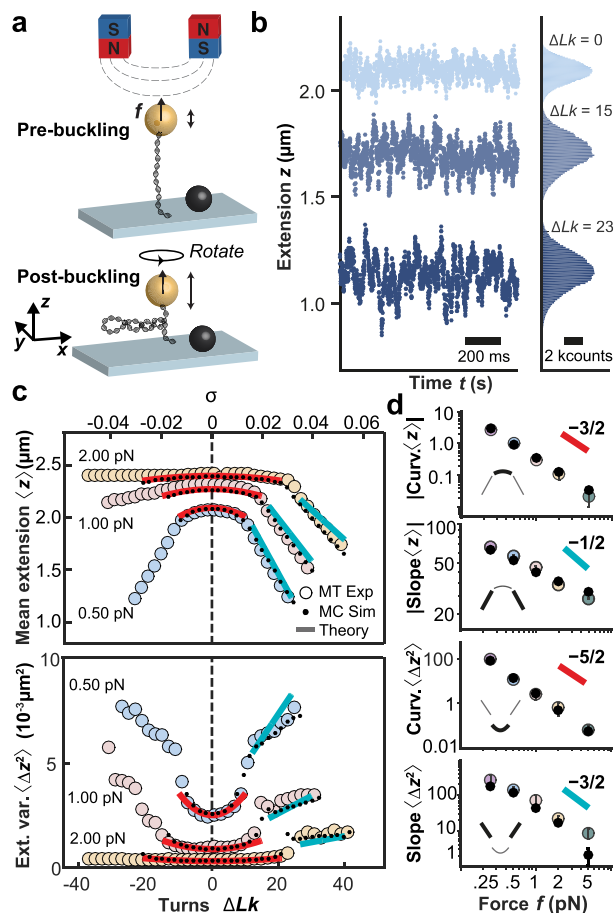 a
S
N
N
S
f
Pre-buckling
Rotate
Post-buckling
z
y
x
b
Extension z (μm)
2.0
1.5
1.0
ΔLk = 0
ΔLk = 15
ΔLk = 23
200 ms
2 kcounts
Time t (s)
c
σ
-0.04 -0.02 0 0.02 0.04 0.06
Mean extension ⟨z⟩ (μm)
2.5
2.0
1.5
1.0
2.00 pN
1.00 pN
0.50 pN
MT Exp
MC Sim
Theory
Ext. var. ⟨Δz²⟩ (10⁻³μm²)
10
5
0
0.50 pN
1.00 pN
2.00 pN
-40 -20 0 20 40
Turns ΔLk
d
|Curv.⟨z⟩|
10
1.0
0.1
−3/2
|Slope⟨z⟩|
100
50
20
−1/2
Curv. ⟨Δz²⟩
100
1
0.01
−5/2
Slope ⟨Δz²⟩
100
10
1
−3/2
.25 .5 1 2 5
Force f (pN)